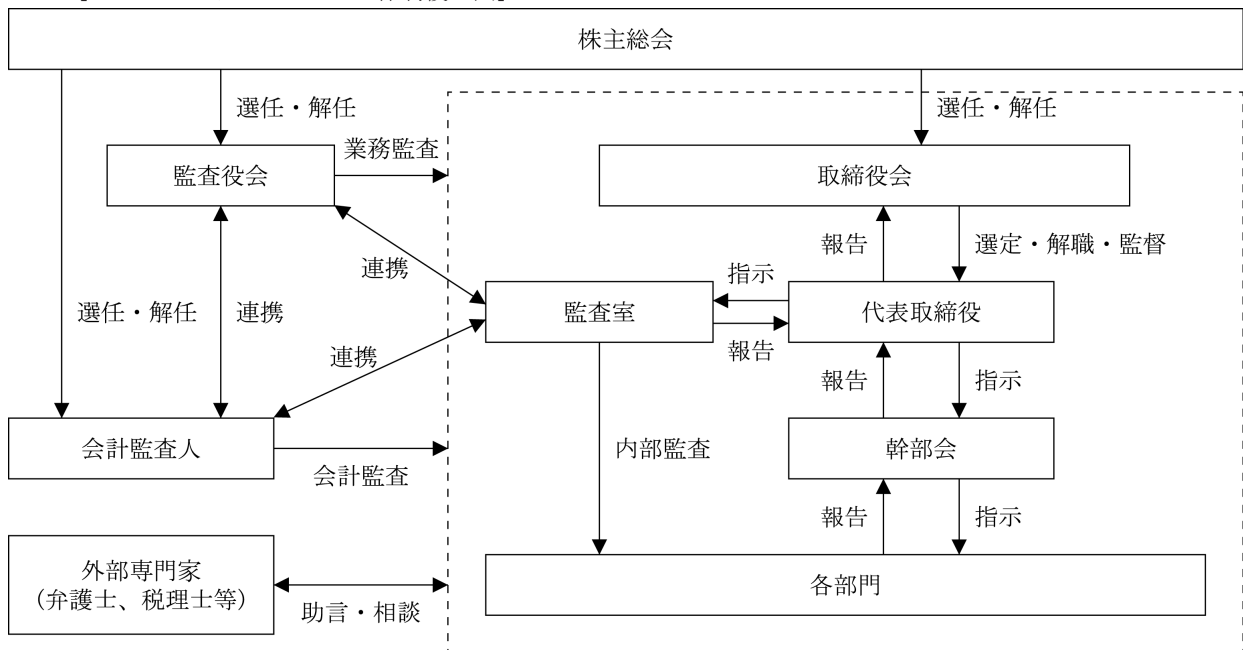 株主総会
選任・解任
選任・解任
業務監査
監査役会
取締役会
報告
選定・解職・監督
連携
指示
選任・解任
連携
監査室
代表取締役
連携
報告
報告
指示
会計監査人
内部監査
幹部会
会計監査
報告
指示
外部専門家
（弁護士、税理士等）
各部門
助言・相談